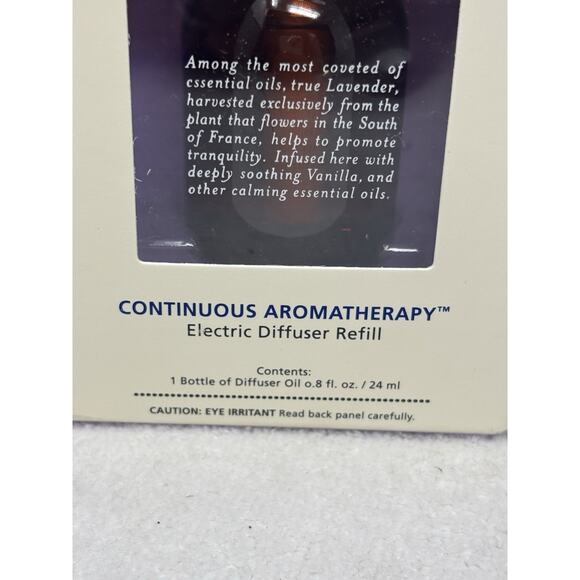 Among the most coveted of
essential oils, true Lavender,
harvested exclusively from the
plant that flowers in the South
of France, helps to promote
tranquility. Infused here with
deeply soothing Vanilla, and
other calming essential oils.
CONTINUOUS AROMATHERAPY™
Electric Diffuser Refill
Contents:
1 Bottle of Diffuser Oil 0.8 fl. oz. / 24 ml
CAUTION: EYE IRRITANT Read back panel carefully.